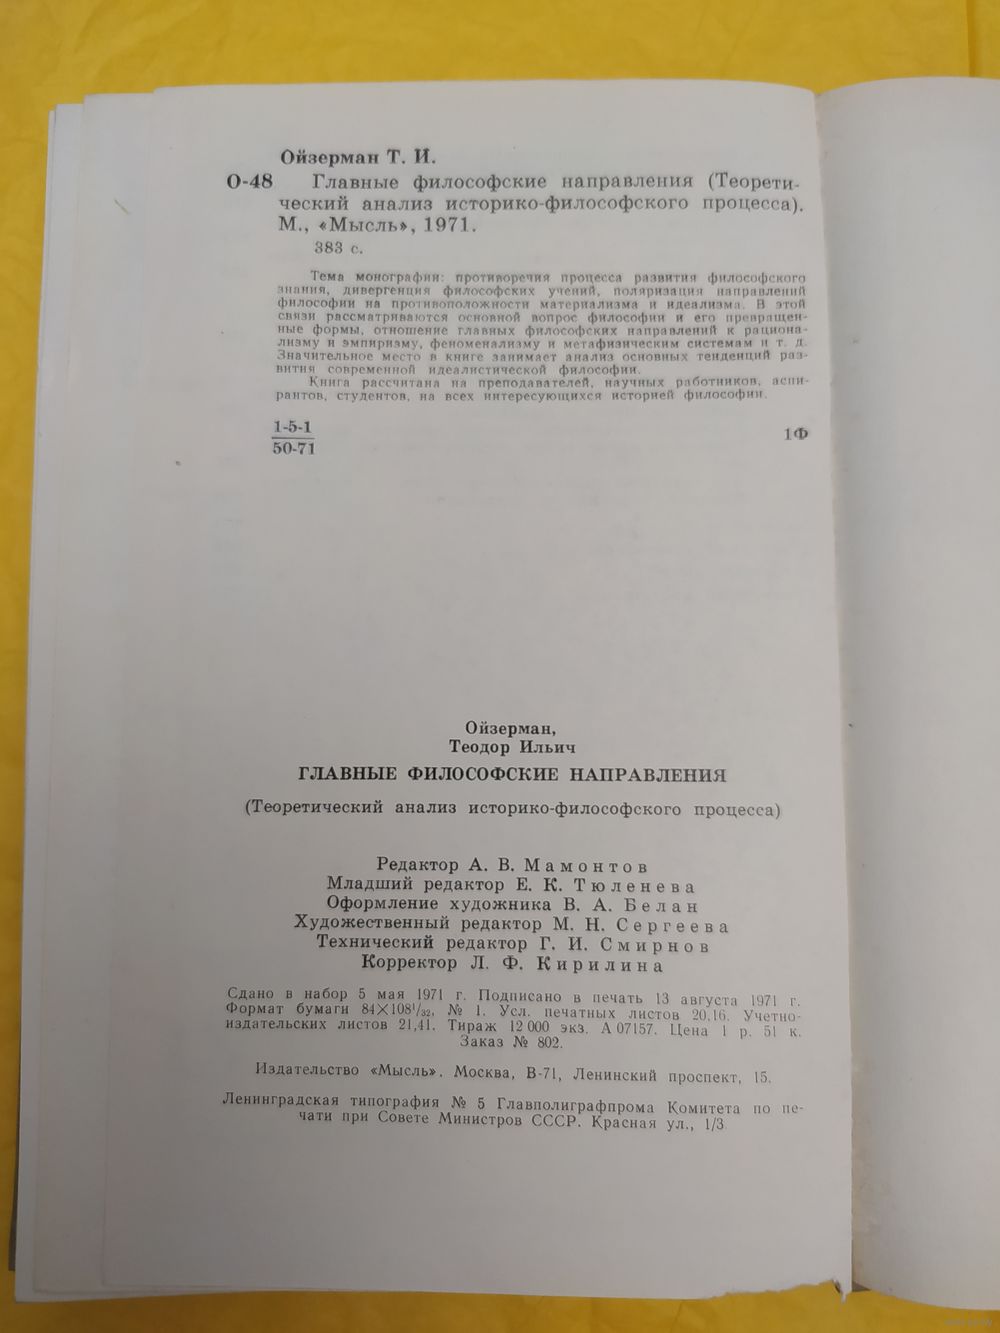 Ойзерман Т. И.
О-48 Главные философские направления (Теорети-
ческий анализ историко-философского процесса).
М., «Мысль», 1971.
383 с.
Тема монографии: противоречия процесса развития философского
знания, дивергенция философских учений, поляризация направлений
философии на противоположности материализма и идеализма. В этой
связи рассматриваются основной вопрос философии и его превращен-
ные формы, отношение главных философских направлений к рациона-
лизму и эмпиризму, феноменализму и метафизическим системам и т. д.
Значительное место в книге занимает анализ основных тенденций раз-
вития современной идеалистической философии.
Книга рассчитана на преподавателей, научных работников, аспи-
рантов, студентов, на всех интересующихся историей философии.
1-5-1
50-71
1Ф
Ойзерман,
Теодор Ильич
ГЛАВНЫЕ ФИЛОСОФСКИЕ НАПРАВЛЕНИЯ
(Теоретический анализ историко-философского процесса)
Редактор А. В. Мамонтов
Младший редактор Е. К. Тюленева
Оформление художника В. А. Белан
Художественный редактор М. Н. Сергеева
Технический редактор Г. И. Смирнов
Корректор Л. Ф. Кирилина
Сдано в набор 5 мая 1971 г. Подписано в печать 13 августа 1971 г.
Формат бумаги 84×108¹/₃₂, № 1. Усл. печатных листов 20,16. Учетно-
издательских листов 21,41. Тираж 12 000 экз. А 07157. Цена 1 р. 51 к.
Заказ № 802.
Издательство «Мысль». Москва, В-71, Ленинский проспект, 15.
Ленинградская типография № 5 Главполиграфпрома Комитета по пе-
чати при Совете Министров СССР. Красная ул., 1/3